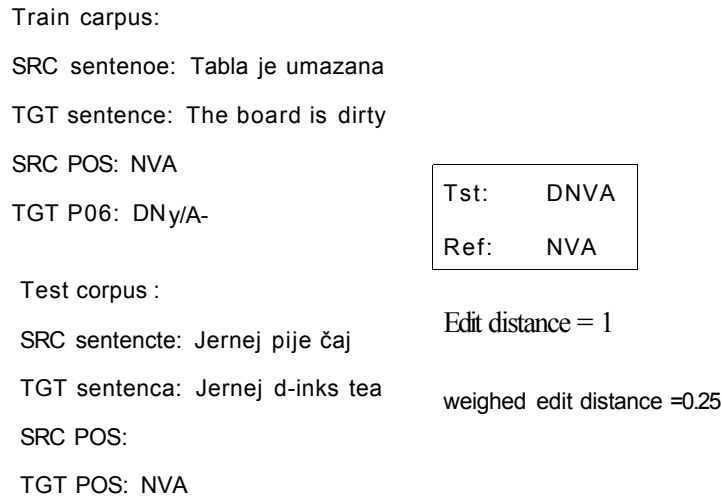 Train carpus:
SRC sentenoe: Tabla je umazana
TGT sentence: The board is dirty
SRC POS: NVA
TGT P06: DNy/A-
Tst: DNVA
Ref: NVA
Test corpus :
SRC sentencte: Jernej pije čaj
TGT sentenca: Jernej d-inks tea
SRC POS:
TGT POS: NVA
Edit distance = 1
weighed edit distance =0.25